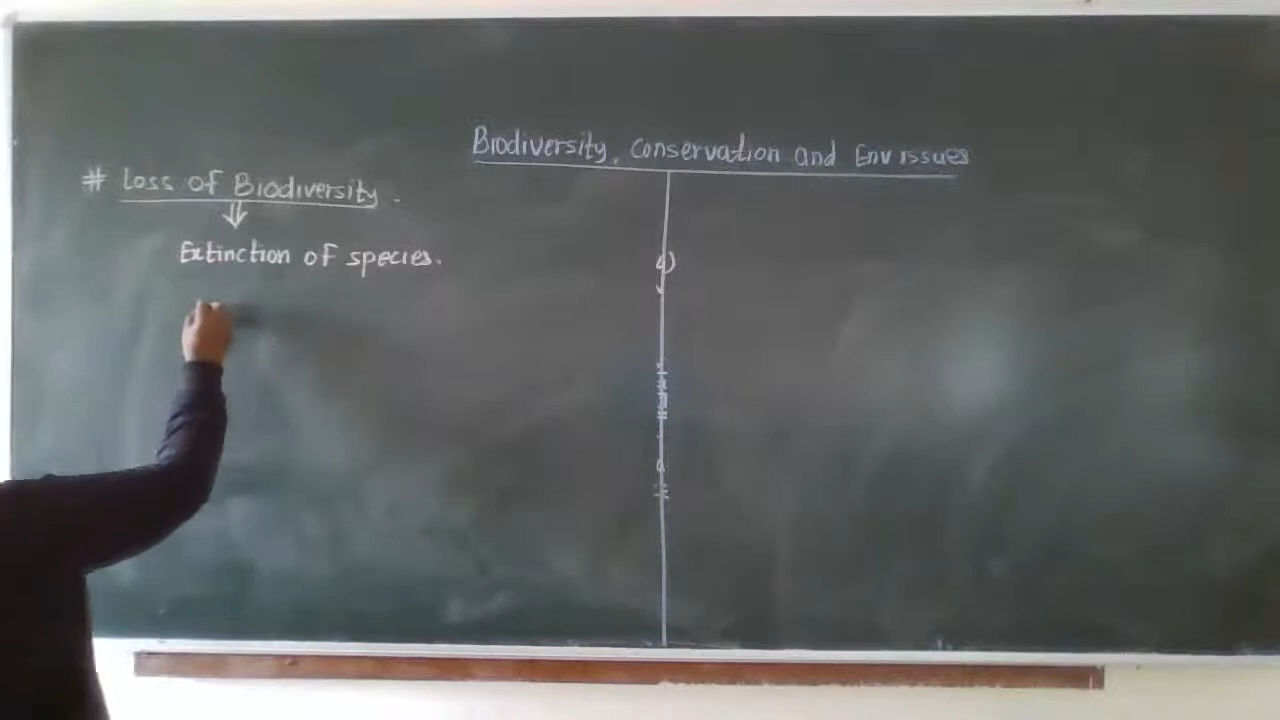 Biodiversity, Conservation and Env issues
# Loss of Biodiversity.
⇓
Extinction of species.